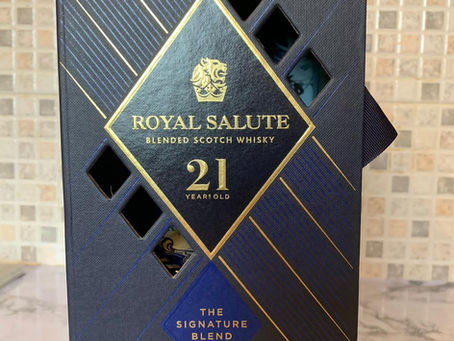 ROYAL SALUTE
BLENDED SCOTCH WHISKY
21
YEAR OLD
THE
SIGNATURE
BLEND